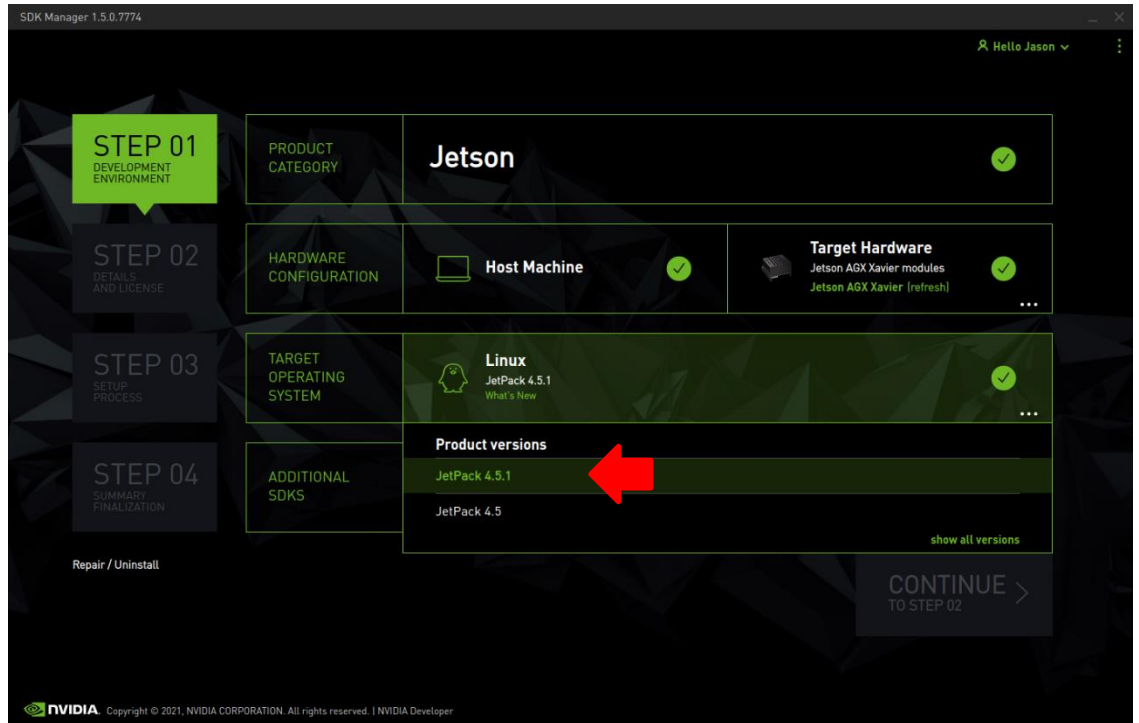 SDK Manager 1.5.0.7774
Hello Jason
STEP 01
DEVELOPMENT
ENVIRONMENT
PRODUCT
CATEGORY
Jetson
STEP 02
DETAILS
AND LICENSE
HARDWARE
CONFIGURATION
Host Machine
Target Hardware
Jetson AGX Xavier modules
Jetson AGX Xavier (refresh)
...
STEP 03
SETUP
PROCESS
TARGET
OPERATING
SYSTEM
Linux
JetPack 4.5.1
What's New
...
Product versions
JetPack 4.5.1
JetPack 4.5
show all versions
STEP 04
SUMMARY
FINALIZATION
ADDITIONAL
SDKS
Repair / Uninstall
CONTINUE >
TO STEP 02
NVIDIA. Copyright © 2021, NVIDIA CORPORATION. All rights reserved. | NVIDIA Developer